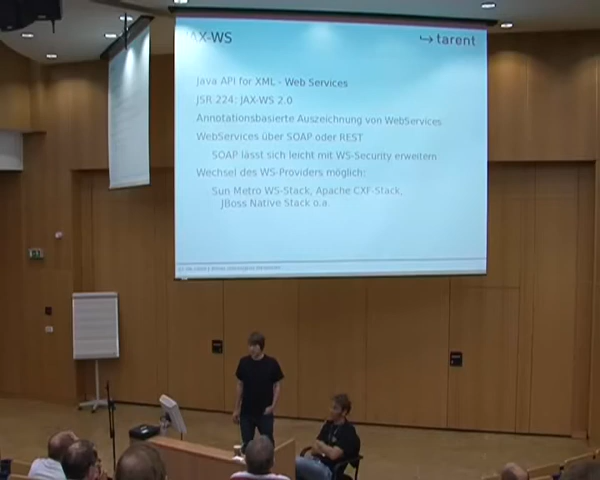 AX-WS
tarent
Java API for XML - Web Services
JSR 224: JAX-WS 2.0
Annotationsbasierte Auszeichnung von WebServices
WebServices über SOAP oder REST
SOAP lässt sich leicht mit WS-Security erweitern
Wechsel des WS-Providers möglich:
Sun Metro WS-Stack, Apache CXF-Stack,
JBoss Native Stack o.a.